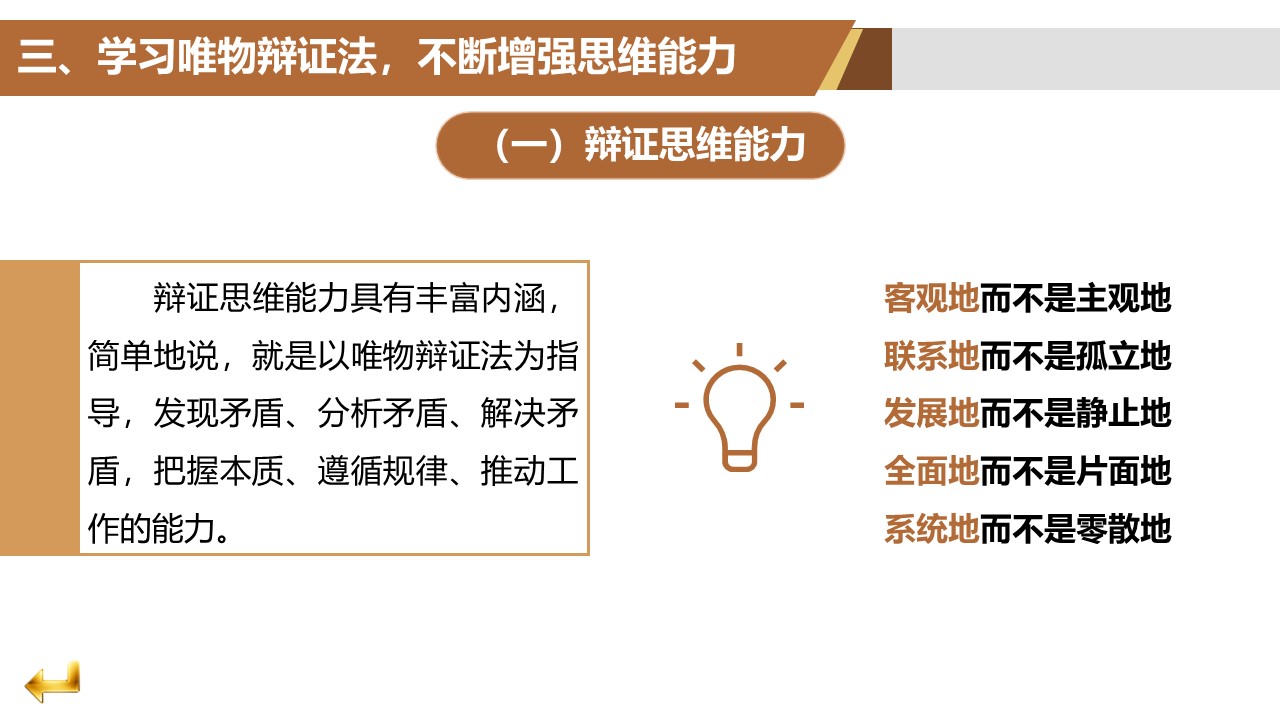 三、学习唯物辩证法，不断增强思维能力
（一）辩证思维能力
辩证思维能力具有丰富内涵，
简单地说，就是以唯物辩证法为指
导，发现矛盾、分析矛盾、解决矛
盾，把握本质、遵循规律、推动工
作的能力。
客观地而不是主观地
联系地而不是孤立地
发展地而不是静止地
全面地而不是片面地
系统地而不是零散地